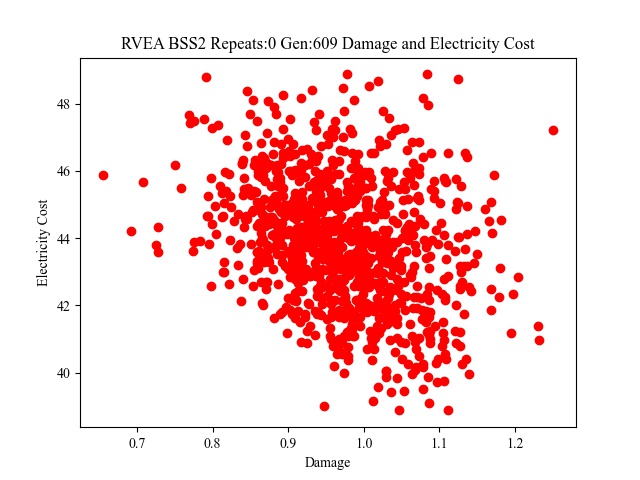 RVEA BSS2 Repeats:0 Gen:609 Damage and Electricity Cost
48
46
44
42
40
Electricity Cost
0.7 0.8 0.9 1.0 1.1 1.2
Damage